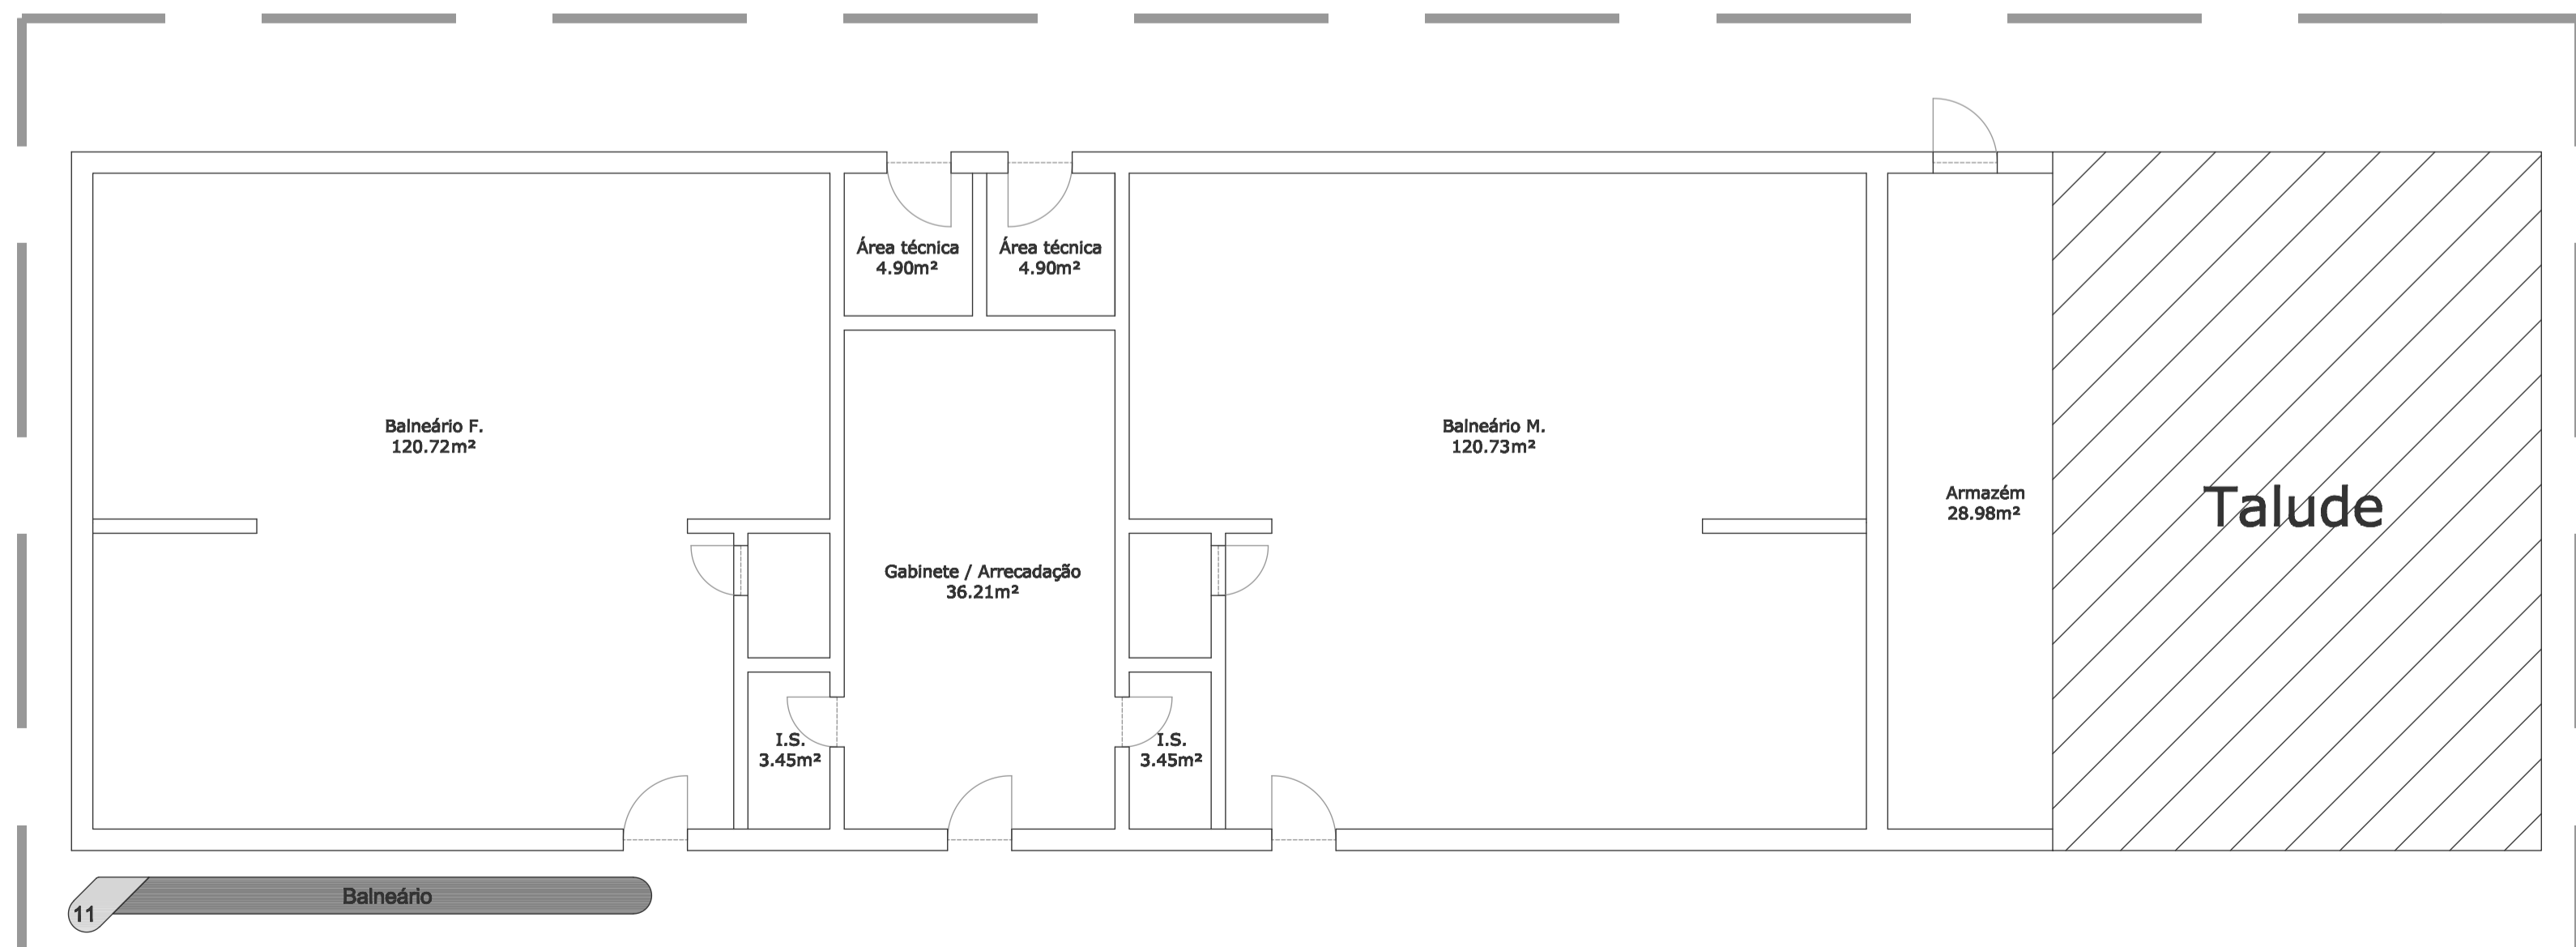 Área técnica
4.90m²
Área técnica
4.90m²
Balneário F.
120.72m²
Balneário M.
120.73m²
Armazém
28.98m²
Talude
Gabinete / Arrecadação
36.21m²
I.S.
3.45m²
I.S.
3.45m²
Balneário
11